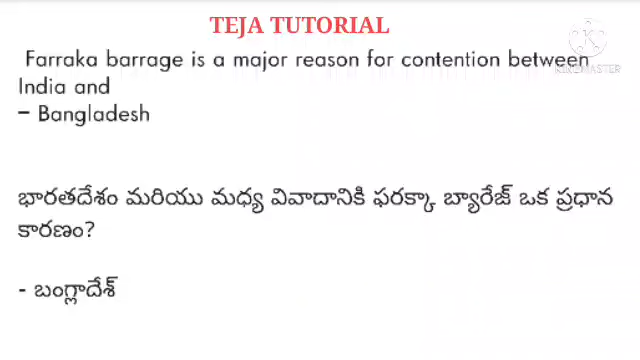 TEJA TUTORIAL
Farraka barrage is a major reason for contention between
India and
– Bangladesh
KINEMASTER
భారతదేశం మరియు మధ్య వివాదానికి ఫరక్కా బ్యారేజ్ ఒక ప్రధాన
కారణం?
- బంగ్లాదేశ్